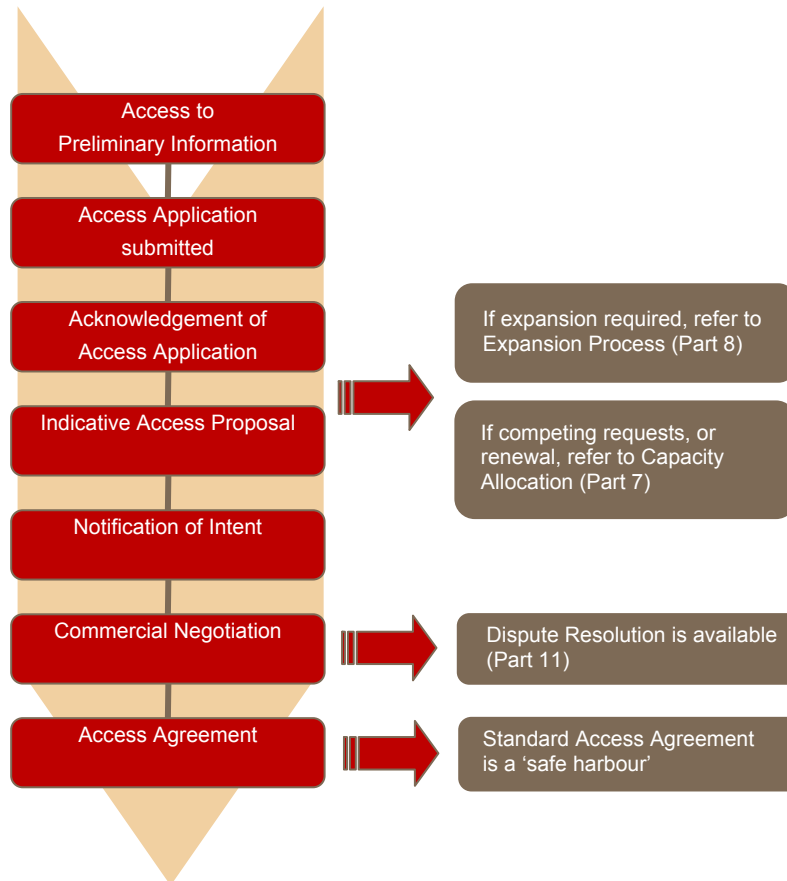 Access to
Preliminary Information
Access Application
submitted
Acknowledgement of
Access Application
If expansion required, refer to
Expansion Process (Part 8)
Indicative Access Proposal
If competing requests, or
renewal, refer to Capacity
Allocation (Part 7)
Notification of Intent
Commercial Negotiation
Dispute Resolution is available
(Part 11)
Access Agreement
Standard Access Agreement
is a ‘safe harbour’